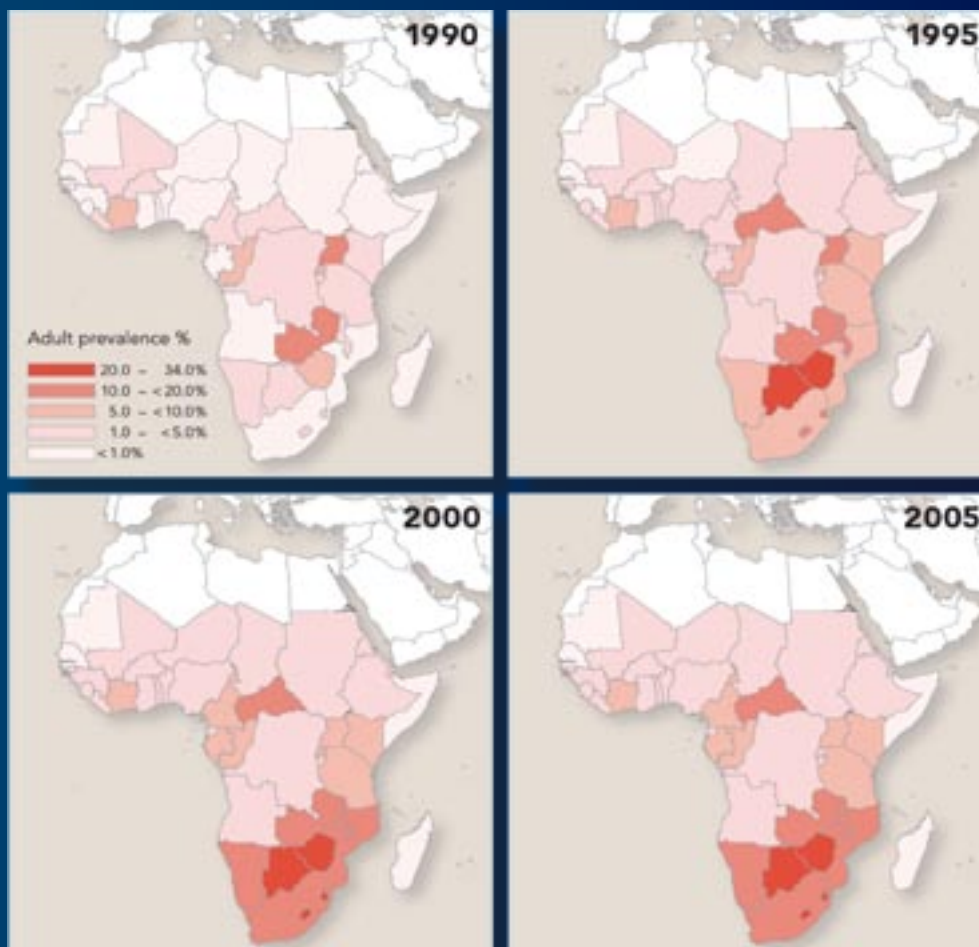 1990
1995
Adult prevalence %
20.0 – 34.0%
10.0 – <20.0%
5.0 – <10.0%
1.0 – <5.0%
<1.0%
2000
2005